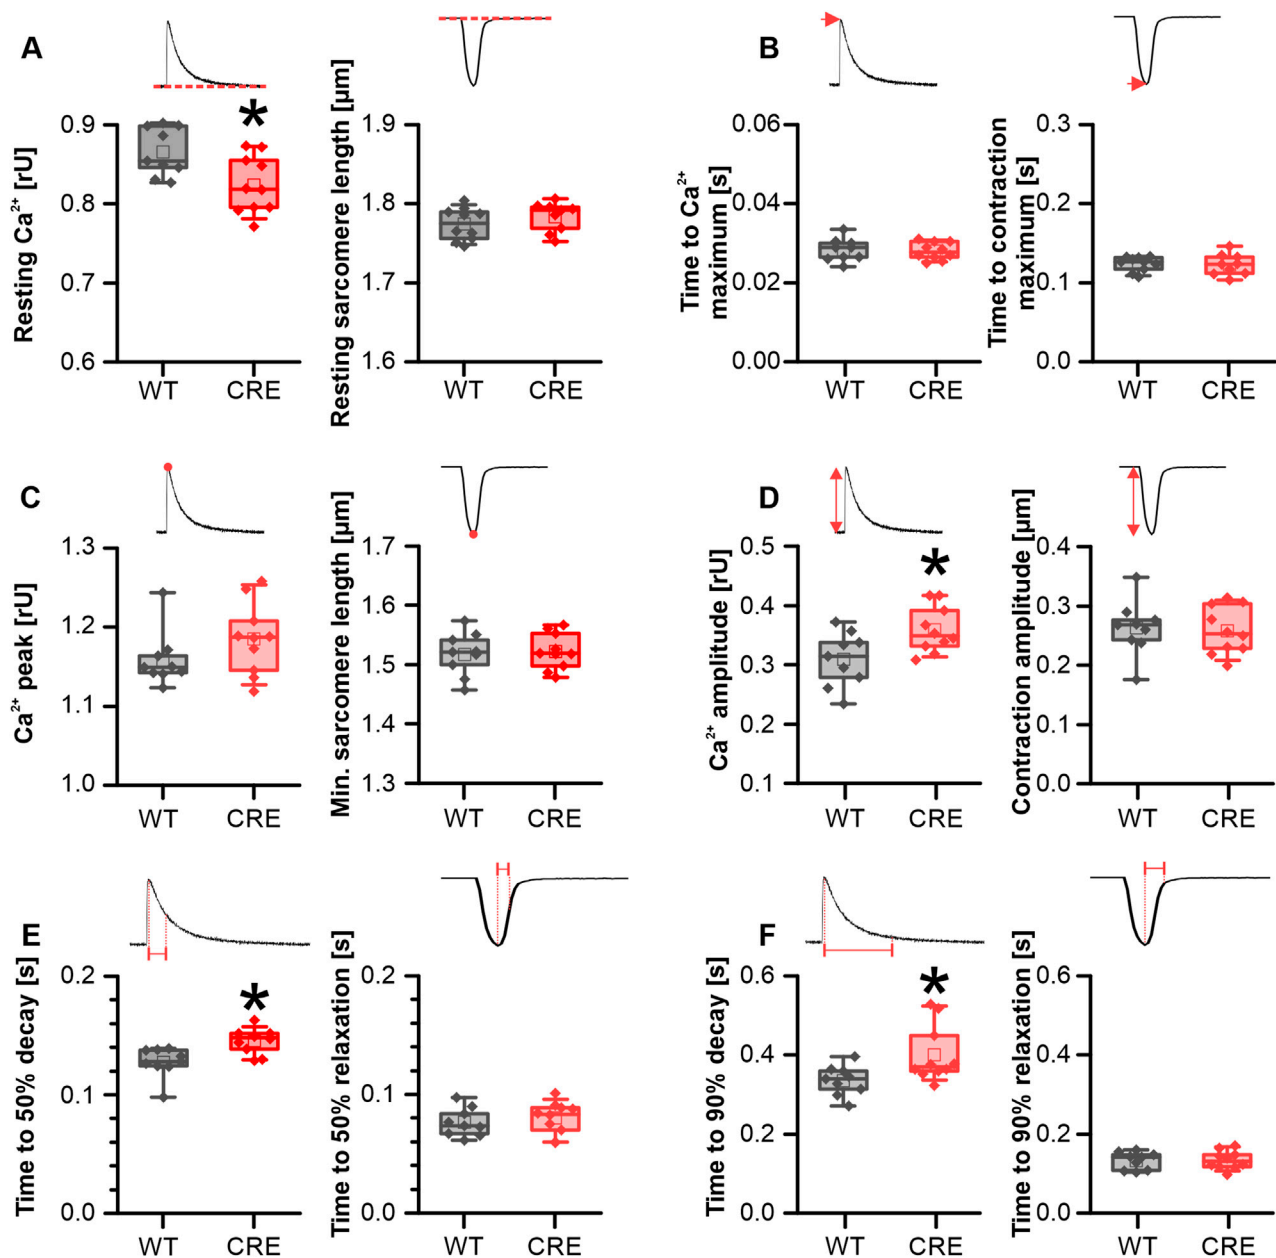 A
Resting Ca²⁺ [rU]
0.9
0.8
0.7
0.6
WT CRE
*
Resting sarcomere length [µm]
1.9
1.8
1.7
1.6
WT CRE
B
Time to Ca²⁺
maximum [s]
0.06
0.04
0.02
0.00
WT CRE
Time to contraction
maximum [s]
0.3
0.2
0.1
0.0
WT CRE
C
Ca²⁺ peak [rU]
1.3
1.2
1.1
1.0
WT CRE
Min. sarcomere length [µm]
1.7
1.6
1.5
1.4
1.3
WT CRE
D
Ca²⁺ amplitude [rU]
0.5
0.4
0.3
0.2
0.1
WT CRE
*
Contraction amplitude [µm]
0.4
0.3
0.2
0.1
0.0
WT CRE
E
Time to 50% decay [s]
0.2
0.1
0.0
WT CRE
*
Time to 50% relaxation [s]
0.2
0.1
0.0
WT CRE
F
Time to 90% decay [s]
0.6
0.4
0.2
0.0
WT CRE
*
Time to 90% relaxation [s]
0.6
0.4
0.2
0.0
WT CRE